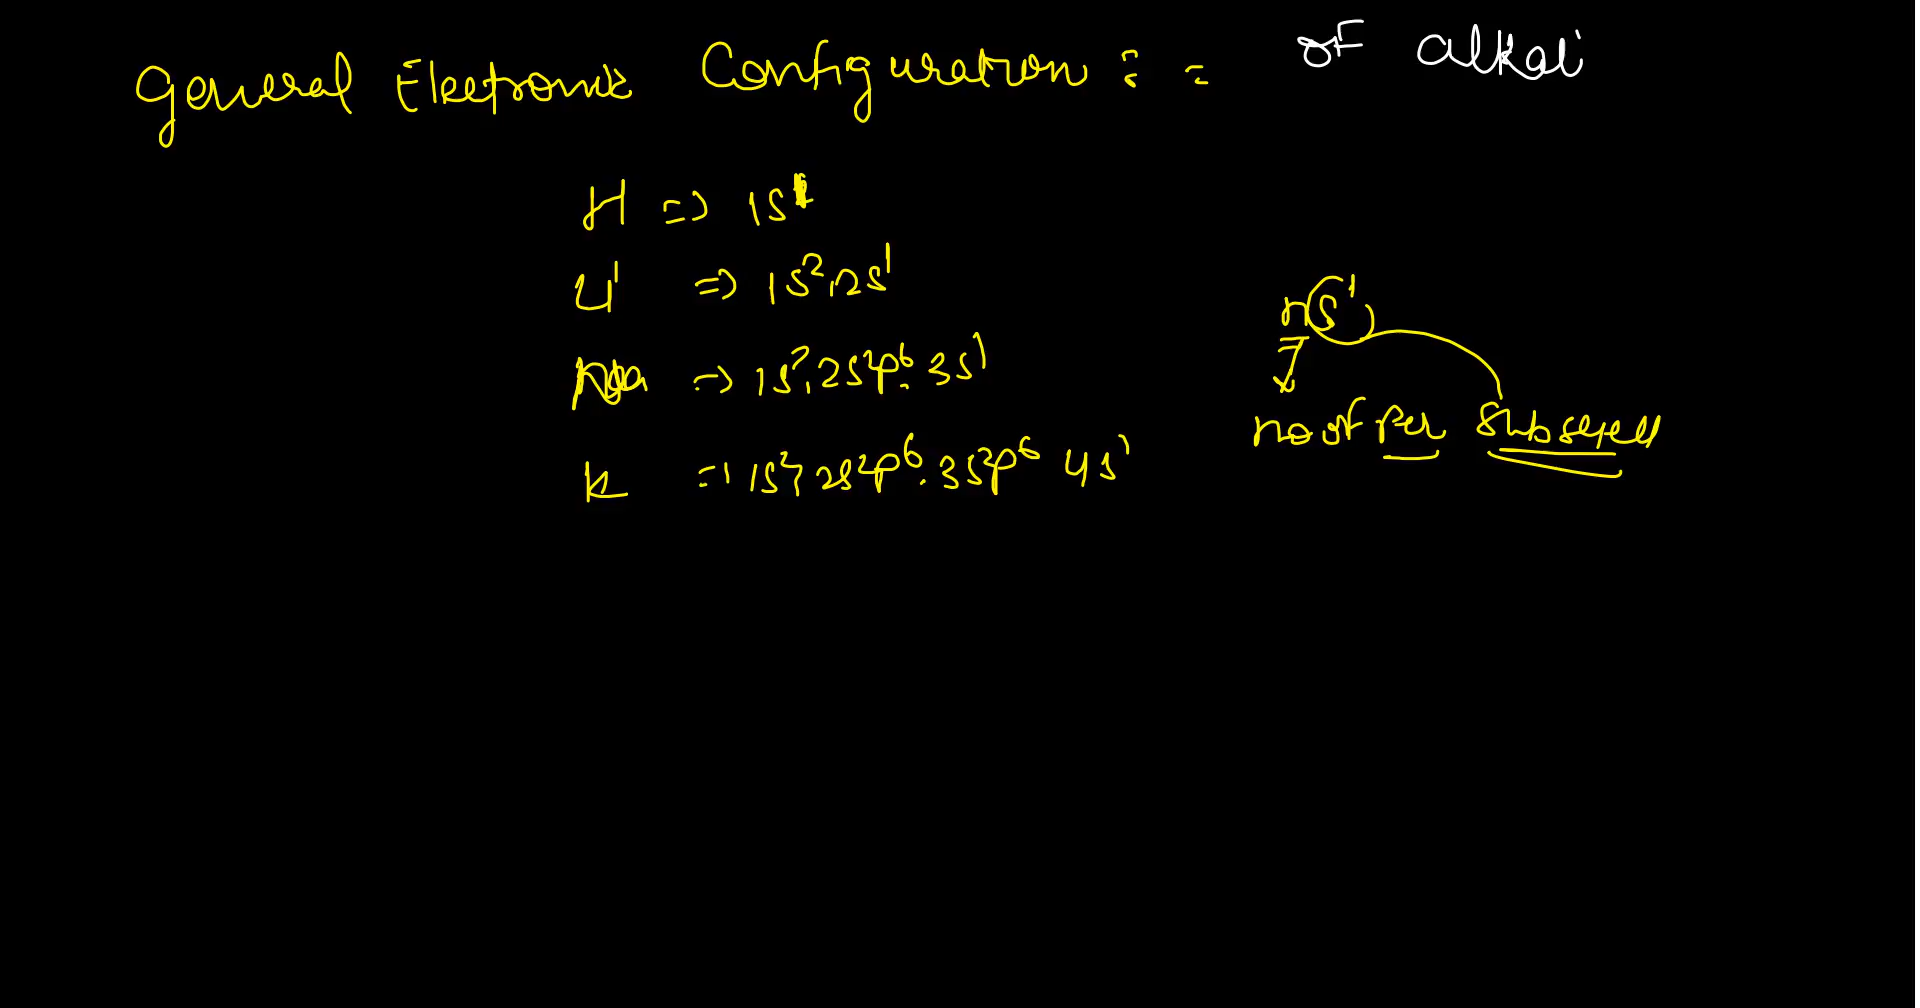 General Electronic Configuration : = of alkali
H => 1s¹
Li => 1s², 2s¹
Na => 1s², 2s²p⁶. 3s¹
K => 1s², 2s²p⁶. 3s²p⁶ 4s¹
n(s¹)
no of Per subshell